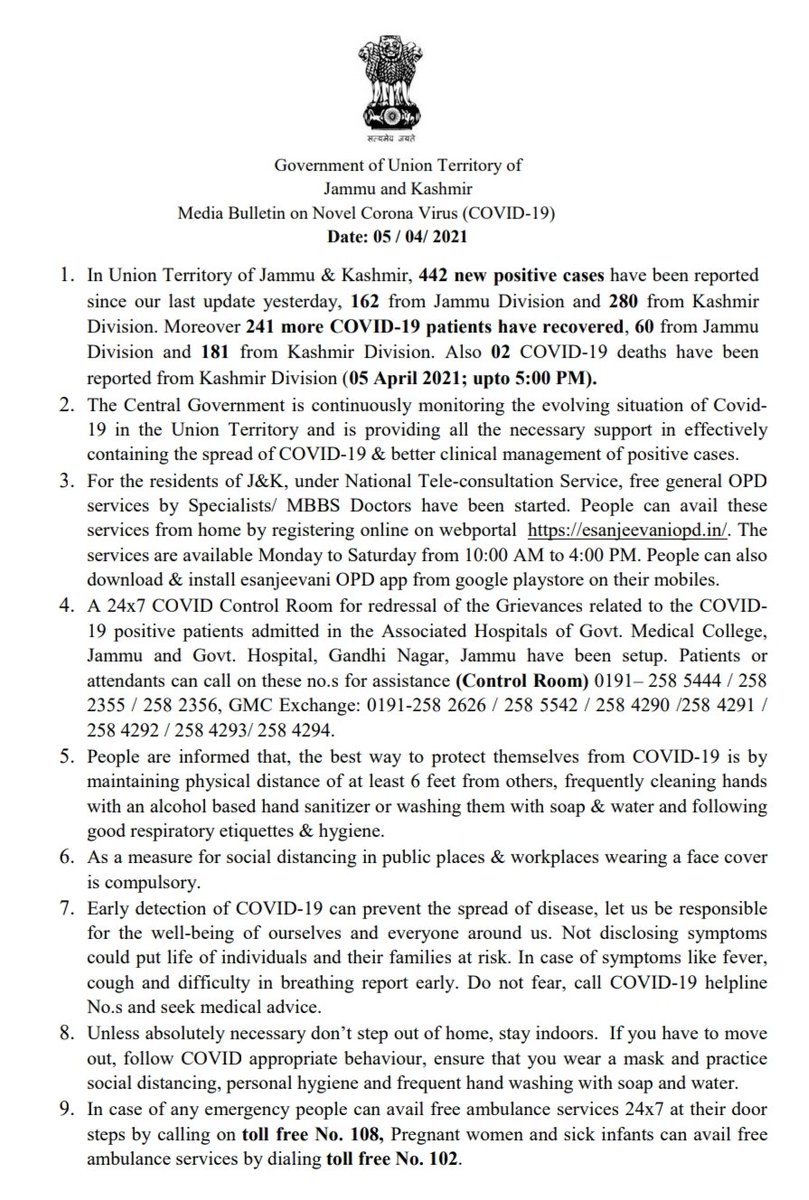 सत्यमेव जयते
Government of Union Territory of
Jammu and Kashmir
Media Bulletin on Novel Corona Virus (COVID-19)
Date: 05 / 04/ 2021
1. In Union Territory of Jammu & Kashmir, 442 new positive cases have been reported
since our last update yesterday, 162 from Jammu Division and 280 from Kashmir
Division. Moreover 241 more COVID-19 patients have recovered, 60 from Jammu
Division and 181 from Kashmir Division. Also 02 COVID-19 deaths have been
reported from Kashmir Division (05 April 2021; upto 5:00 PM).
2. The Central Government is continuously monitoring the evolving situation of Covid-
19 in the Union Territory and is providing all the necessary support in effectively
containing the spread of COVID-19 & better clinical management of positive cases.
3. For the residents of J&K, under National Tele-consultation Service, free general OPD
services by Specialists/ MBBS Doctors have been started. People can avail these
services from home by registering online on webportal https://esanjeevaniopd.in/. The
services are available Monday to Saturday from 10:00 AM to 4:00 PM. People can also
download & install esanjeevani OPD app from google playstore on their mobiles.
4. A 24x7 COVID Control Room for redressal of the Grievances related to the COVID-
19 positive patients admitted in the Associated Hospitals of Govt. Medical College,
Jammu and Govt. Hospital, Gandhi Nagar, Jammu have been setup. Patients or
attendants can call on these no.s for assistance (Control Room) 0191– 258 5444 / 258
2355 / 258 2356, GMC Exchange: 0191-258 2626 / 258 5542 / 258 4290 /258 4291 /
258 4292 / 258 4293/ 258 4294.
5. People are informed that, the best way to protect themselves from COVID-19 is by
maintaining physical distance of at least 6 feet from others, frequently cleaning hands
with an alcohol based hand sanitizer or washing them with soap & water and following
good respiratory etiquettes & hygiene.
6. As a measure for social distancing in public places & workplaces wearing a face cover
is compulsory.
7. Early detection of COVID-19 can prevent the spread of disease, let us be responsible
for the well-being of ourselves and everyone around us. Not disclosing symptoms
could put life of individuals and their families at risk. In case of symptoms like fever,
cough and difficulty in breathing report early. Do not fear, call COVID-19 helpline
No.s and seek medical advice.
8. Unless absolutely necessary don’t step out of home, stay indoors. If you have to move
out, follow COVID appropriate behaviour, ensure that you wear a mask and practice
social distancing, personal hygiene and frequent hand washing with soap and water.
9. In case of any emergency people can avail free ambulance services 24x7 at their door
steps by calling on toll free No. 108, Pregnant women and sick infants can avail free
ambulance services by dialing toll free No. 102.